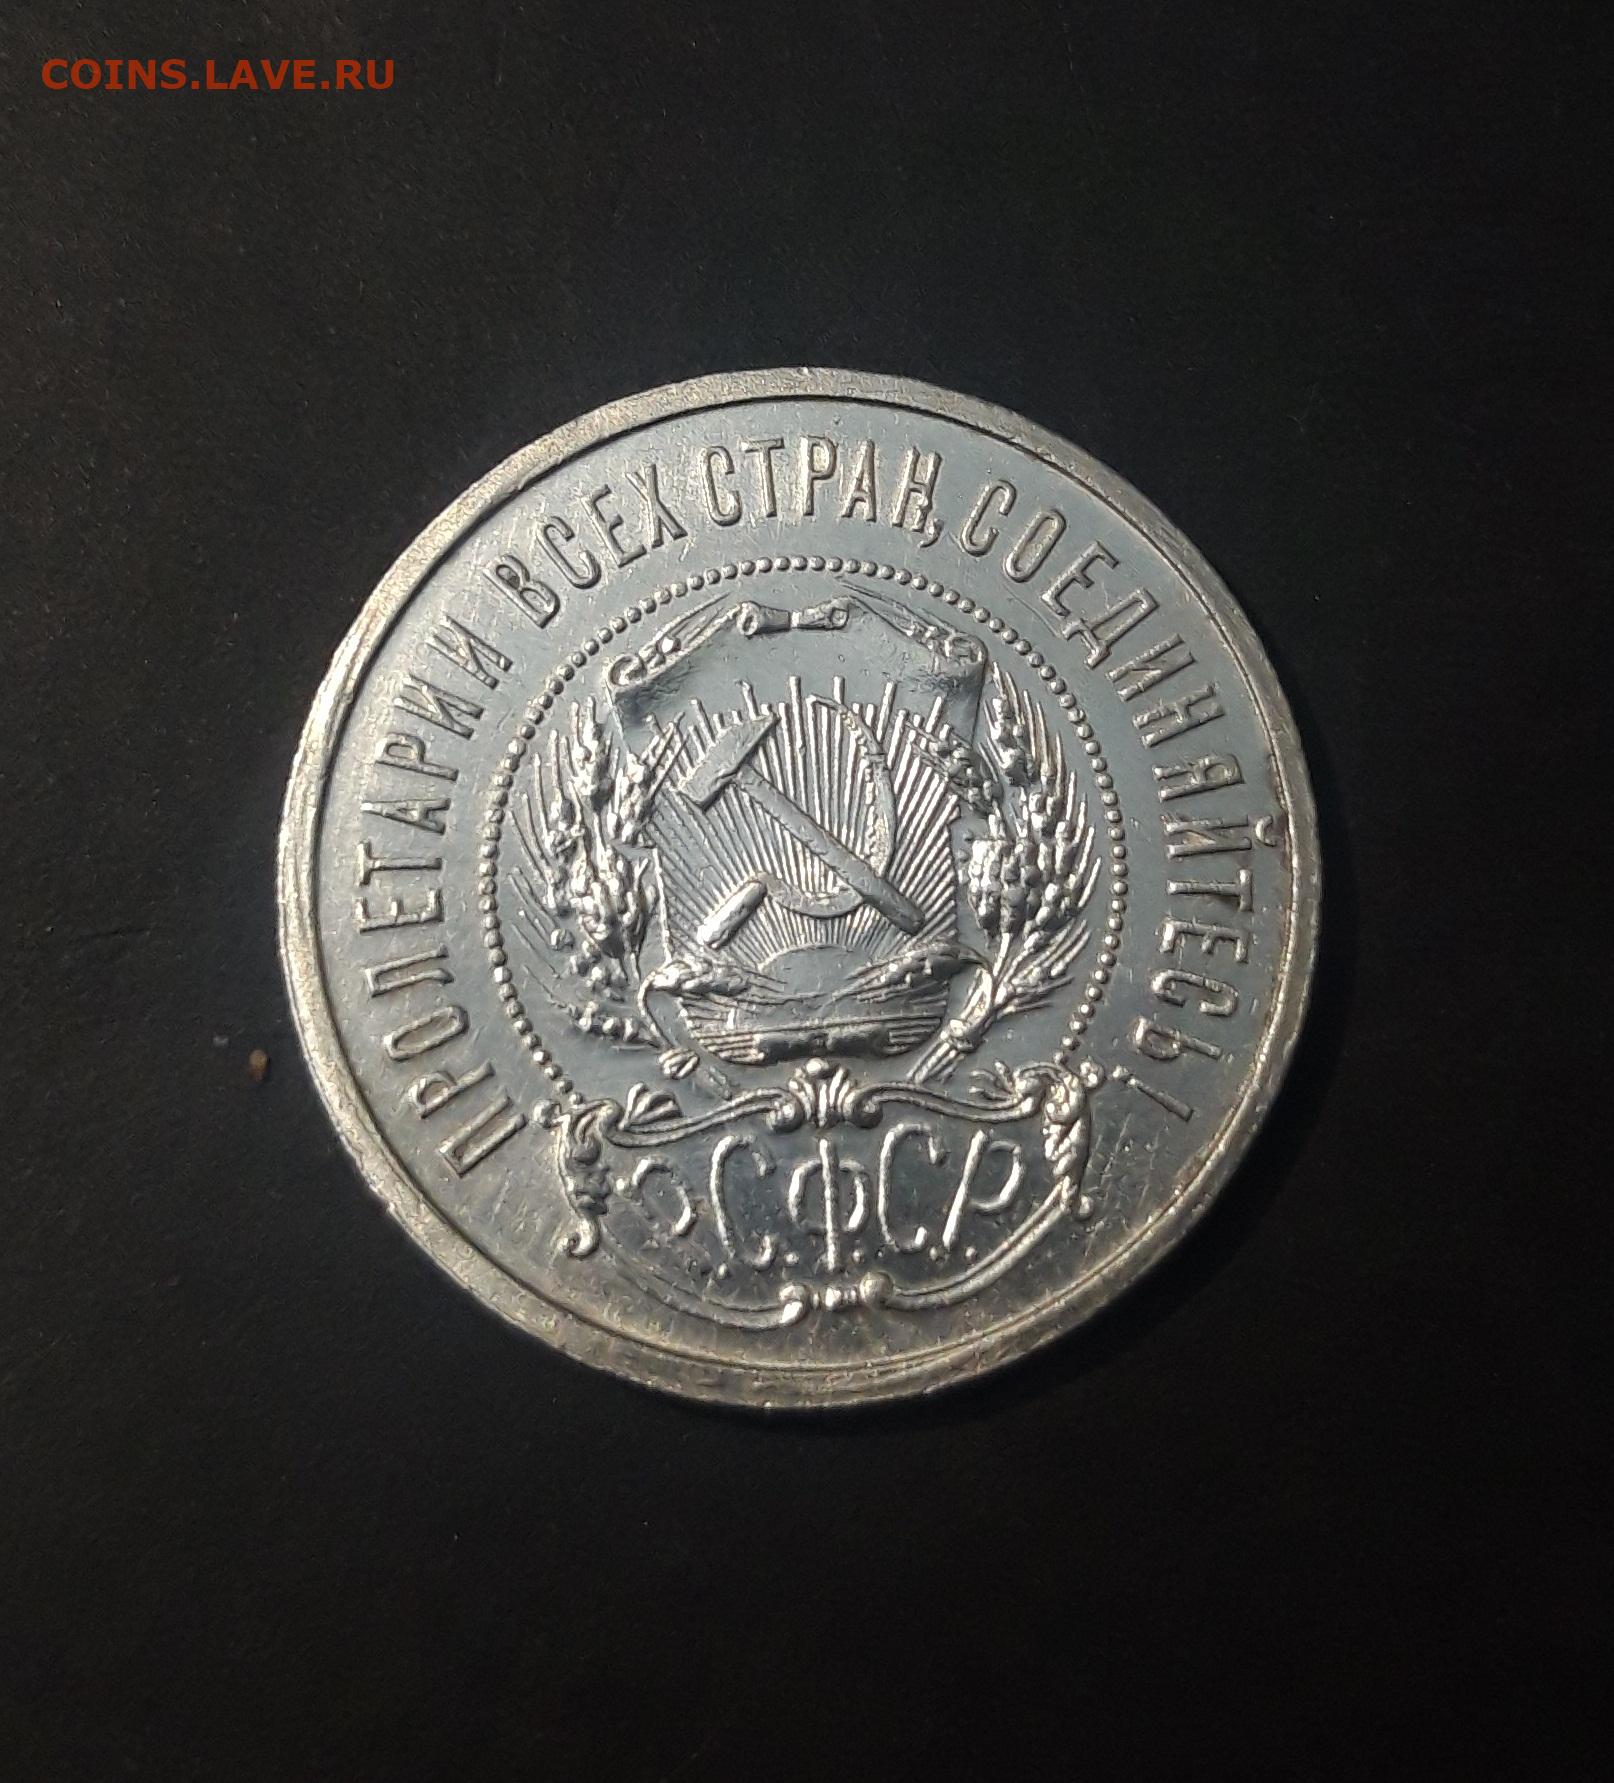 COINS.LAVE.RU
ПРОЛЕТАРИИ ВСЕХ СТРАН, СОЕДИНЯЙТЕСЬ!
Р.С.Ф.С.Р.